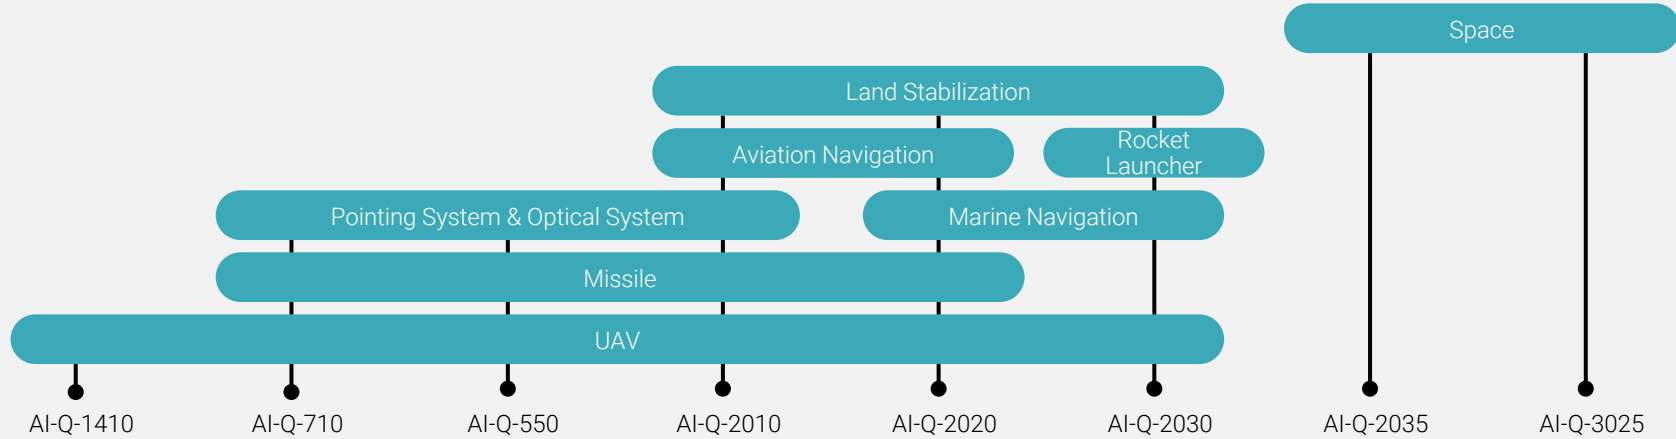 Space
Land Stabilization
Aviation Navigation
Rocket
Launcher
Pointing System & Optical System
Marine Navigation
Missile
UAV
AI-Q-1410
AI-Q-710
AI-Q-550
AI-Q-2010
AI-Q-2020
AI-Q-2030
AI-Q-2035
AI-Q-3025